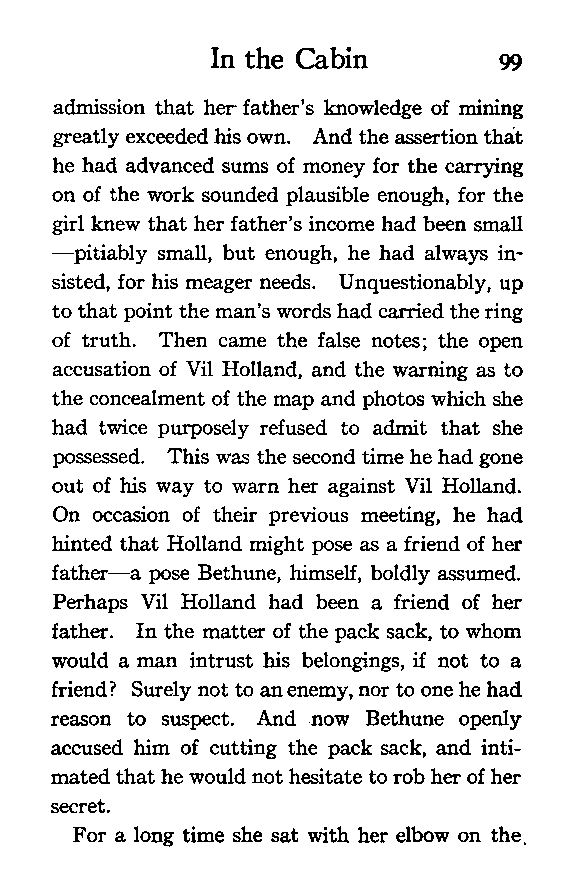 In the Cabin 99
admission that her father's knowledge of mining
greatly exceeded his own. And the assertion that
he had advanced sums of money for the carrying
on of the work sounded plausible enough, for the
girl knew that her father's income had been small
—pitiably small, but enough, he had always in-
sisted, for his meager needs. Unquestionably, up
to that point the man's words had carried the ring
of truth. Then came the false notes; the open
accusation of Vil Holland, and the warning as to
the concealment of the map and photos which she
had twice purposely refused to admit that she
possessed. This was the second time he had gone
out of his way to warn her against Vil Holland.
On occasion of their previous meeting, he had
hinted that Holland might pose as a friend of her
father—a pose Bethune, himself, boldly assumed.
Perhaps Vil Holland had been a friend of her
father. In the matter of the pack sack, to whom
would a man intrust his belongings, if not to a
friend? Surely not to an enemy, nor to one he had
reason to suspect. And now Bethune openly
accused him of cutting the pack sack, and inti-
mated that he would not hesitate to rob her of her
secret.
For a long time she sat with her elbow on the